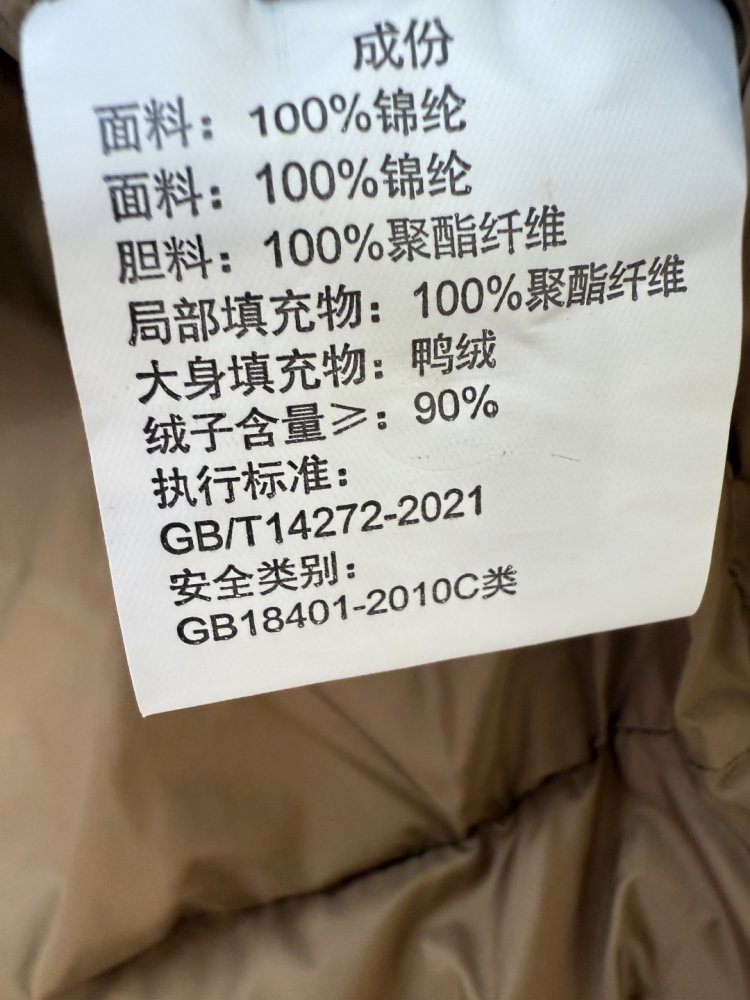 成份
面料：100%锦纶
面料：100%锦纶
胆料：100%聚酯纤维
局部填充物：100%聚酯纤维
大身填充物：鸭绒
绒子含量≥：90%
执行标准：
GB/T14272-2021
安全类别：
GB18401-2010C类